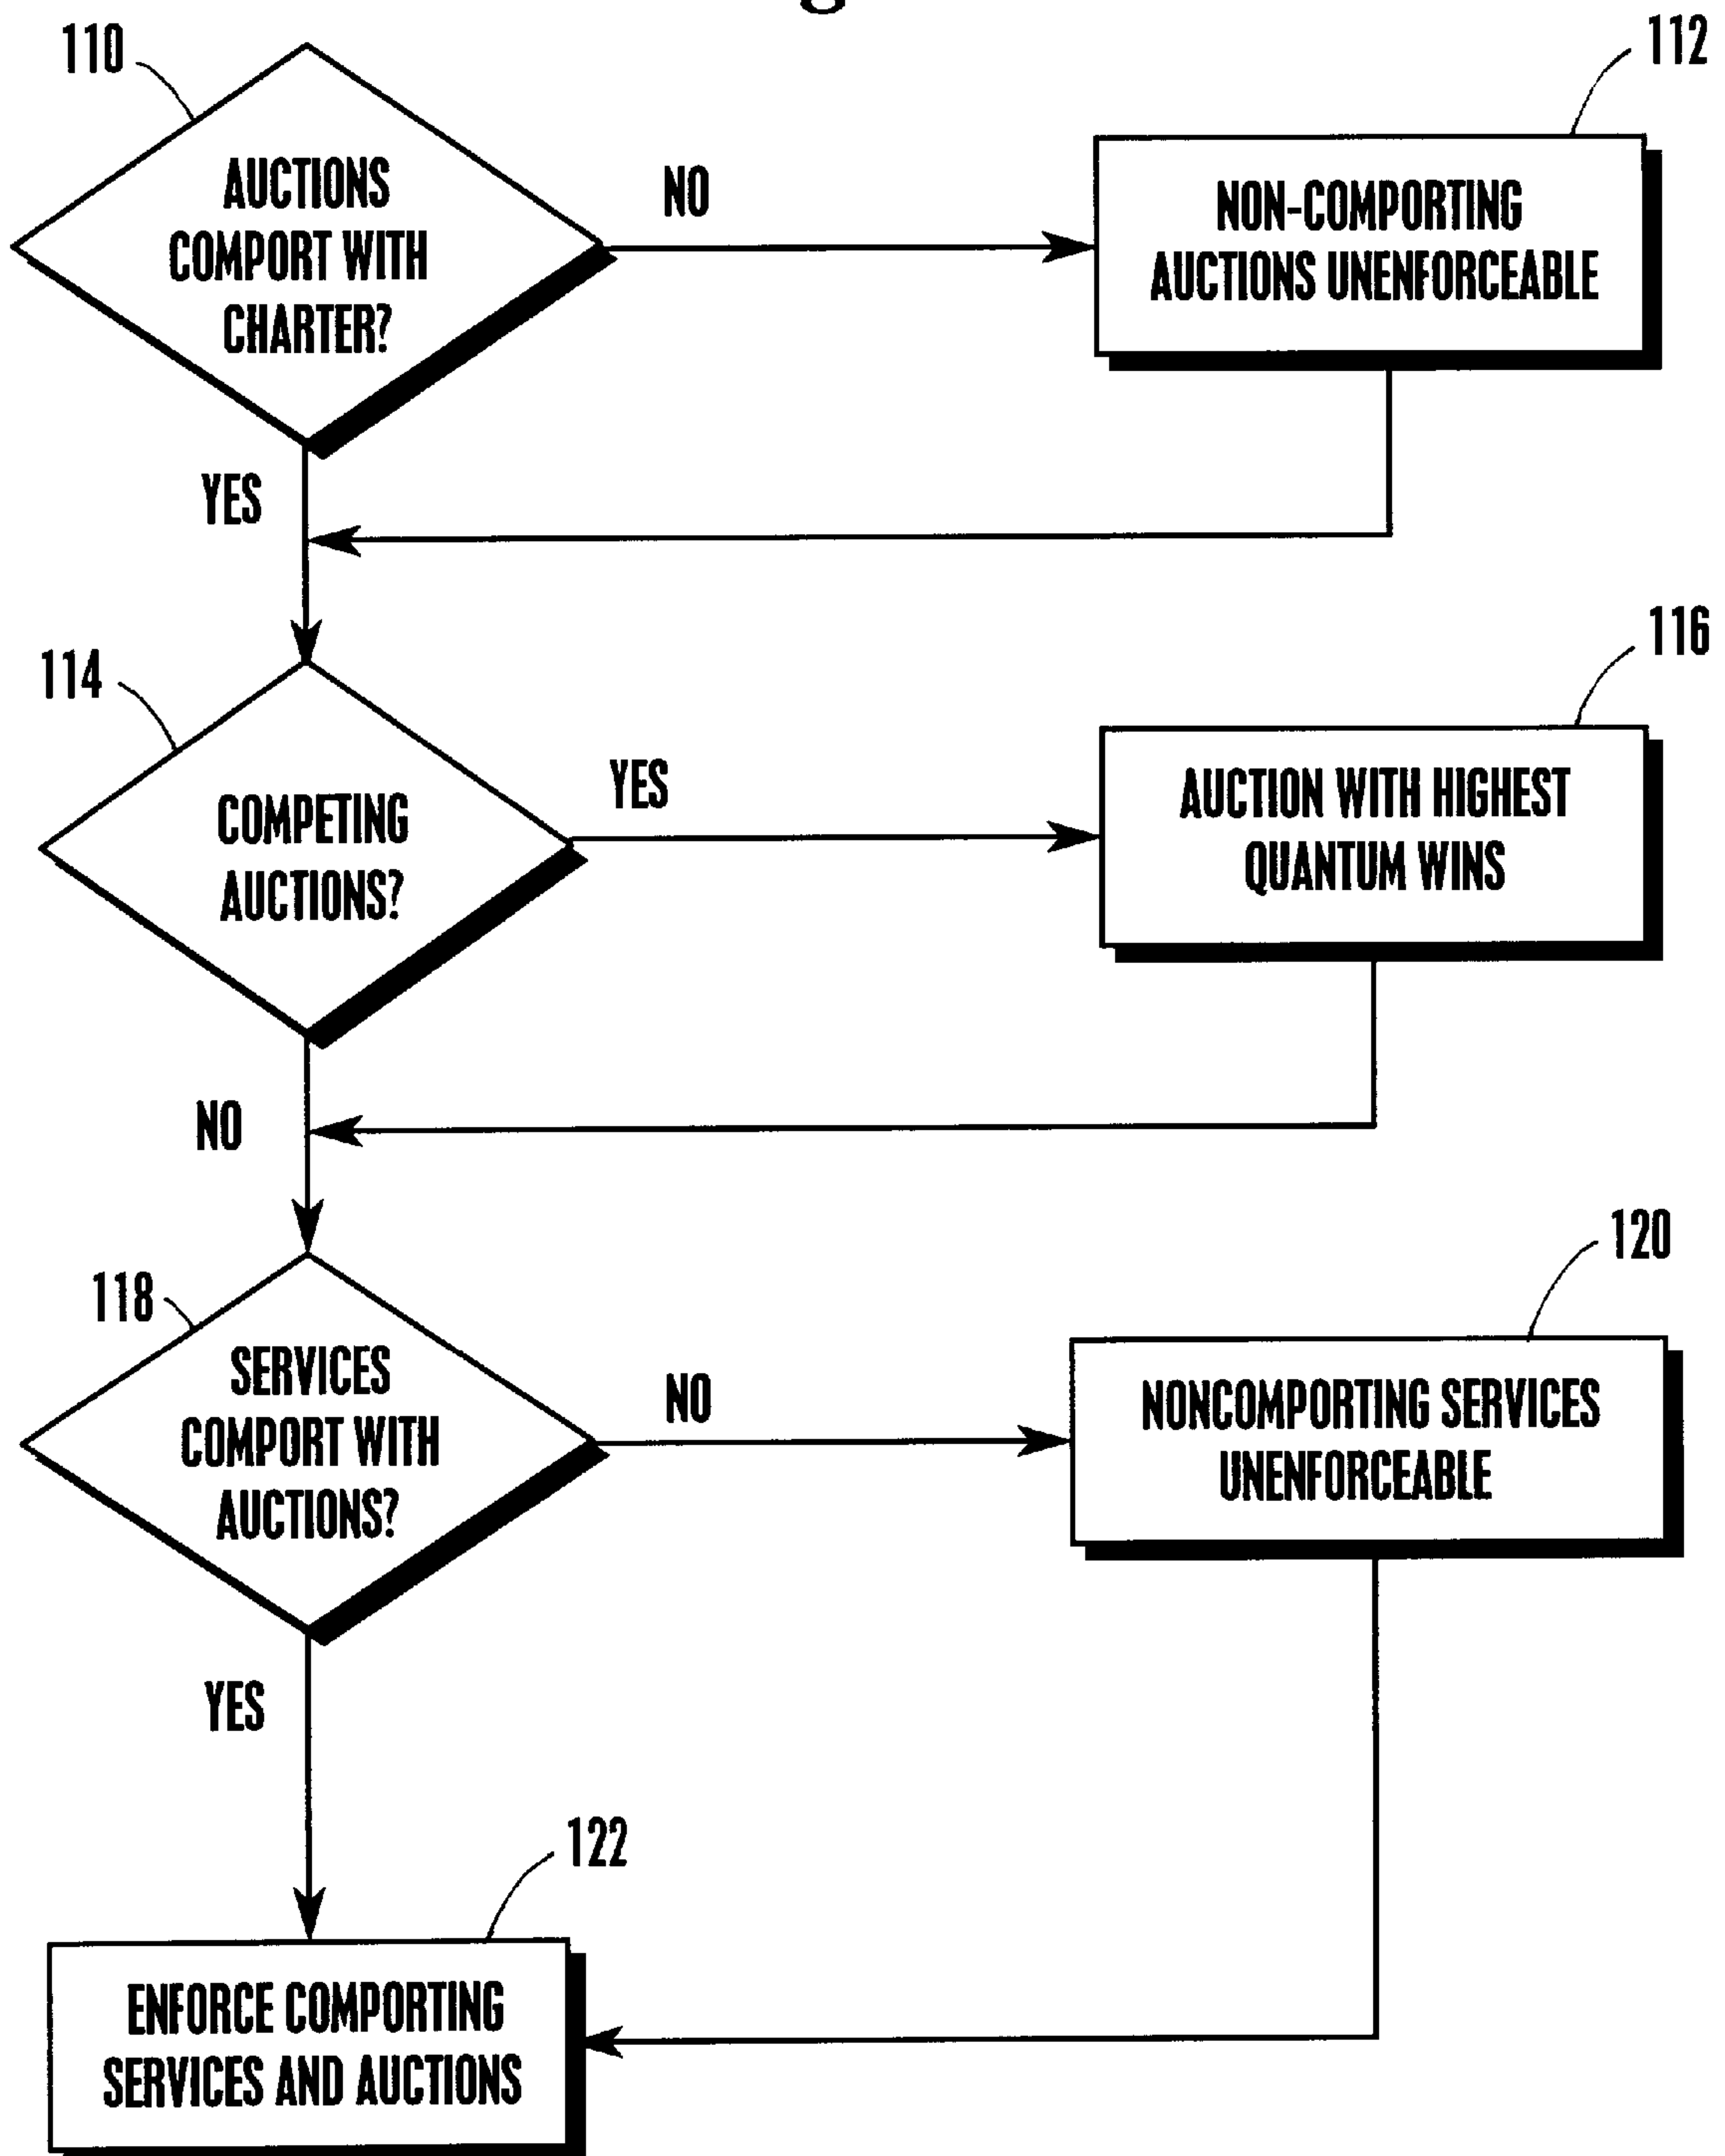 110
AUCTIONS
COMPORT WITH
CHARTER?
NO
112
NON-COMPORTING
AUCTIONS UNENFORCEABLE
YES
114
COMPETING
AUCTIONS?
YES
116
AUCTION WITH HIGHEST
QUANTUM WINS
NO
118
SERVICES
COMPORT WITH
AUCTIONS?
NO
120
NONCOMPORTING SERVICES
UNENFORCEABLE
YES
122
ENFORCE COMPORTING
SERVICES AND AUCTIONS